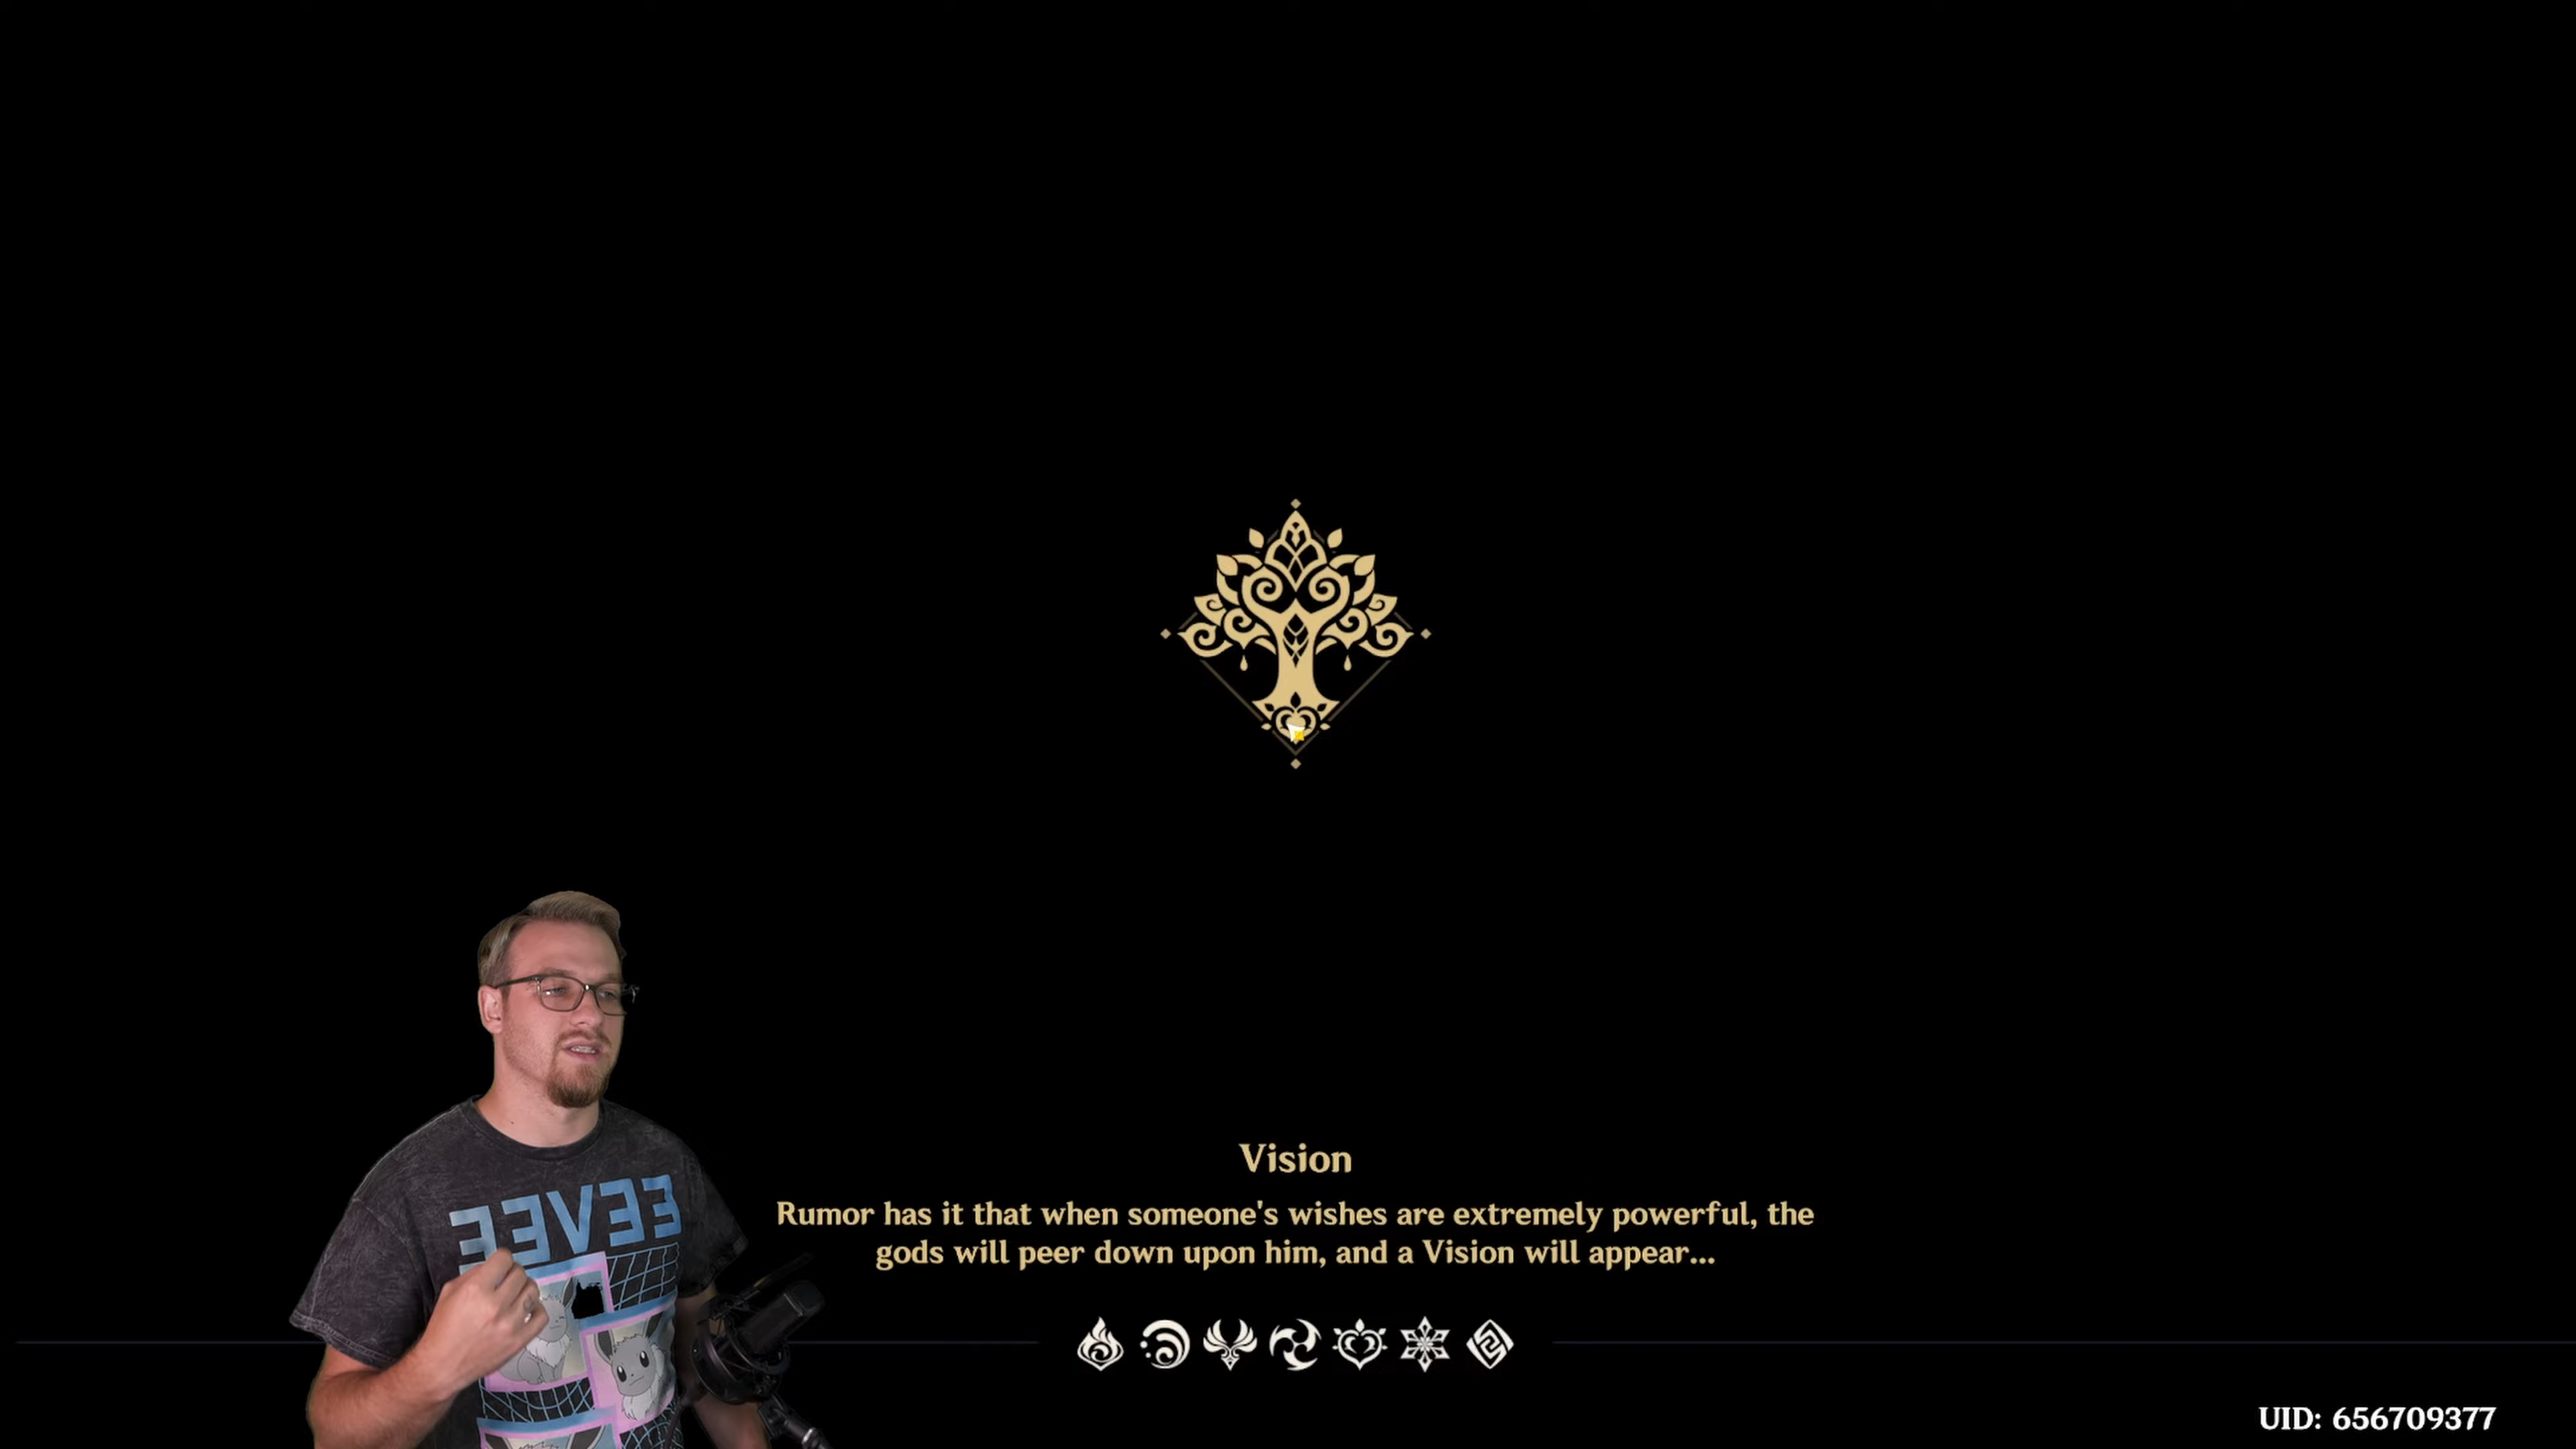 Vision
Rumor has it that when someone's wishes are extremely powerful, the
gods will peer down upon him, and a Vision will appear...
EEVEE
UID: 656709377